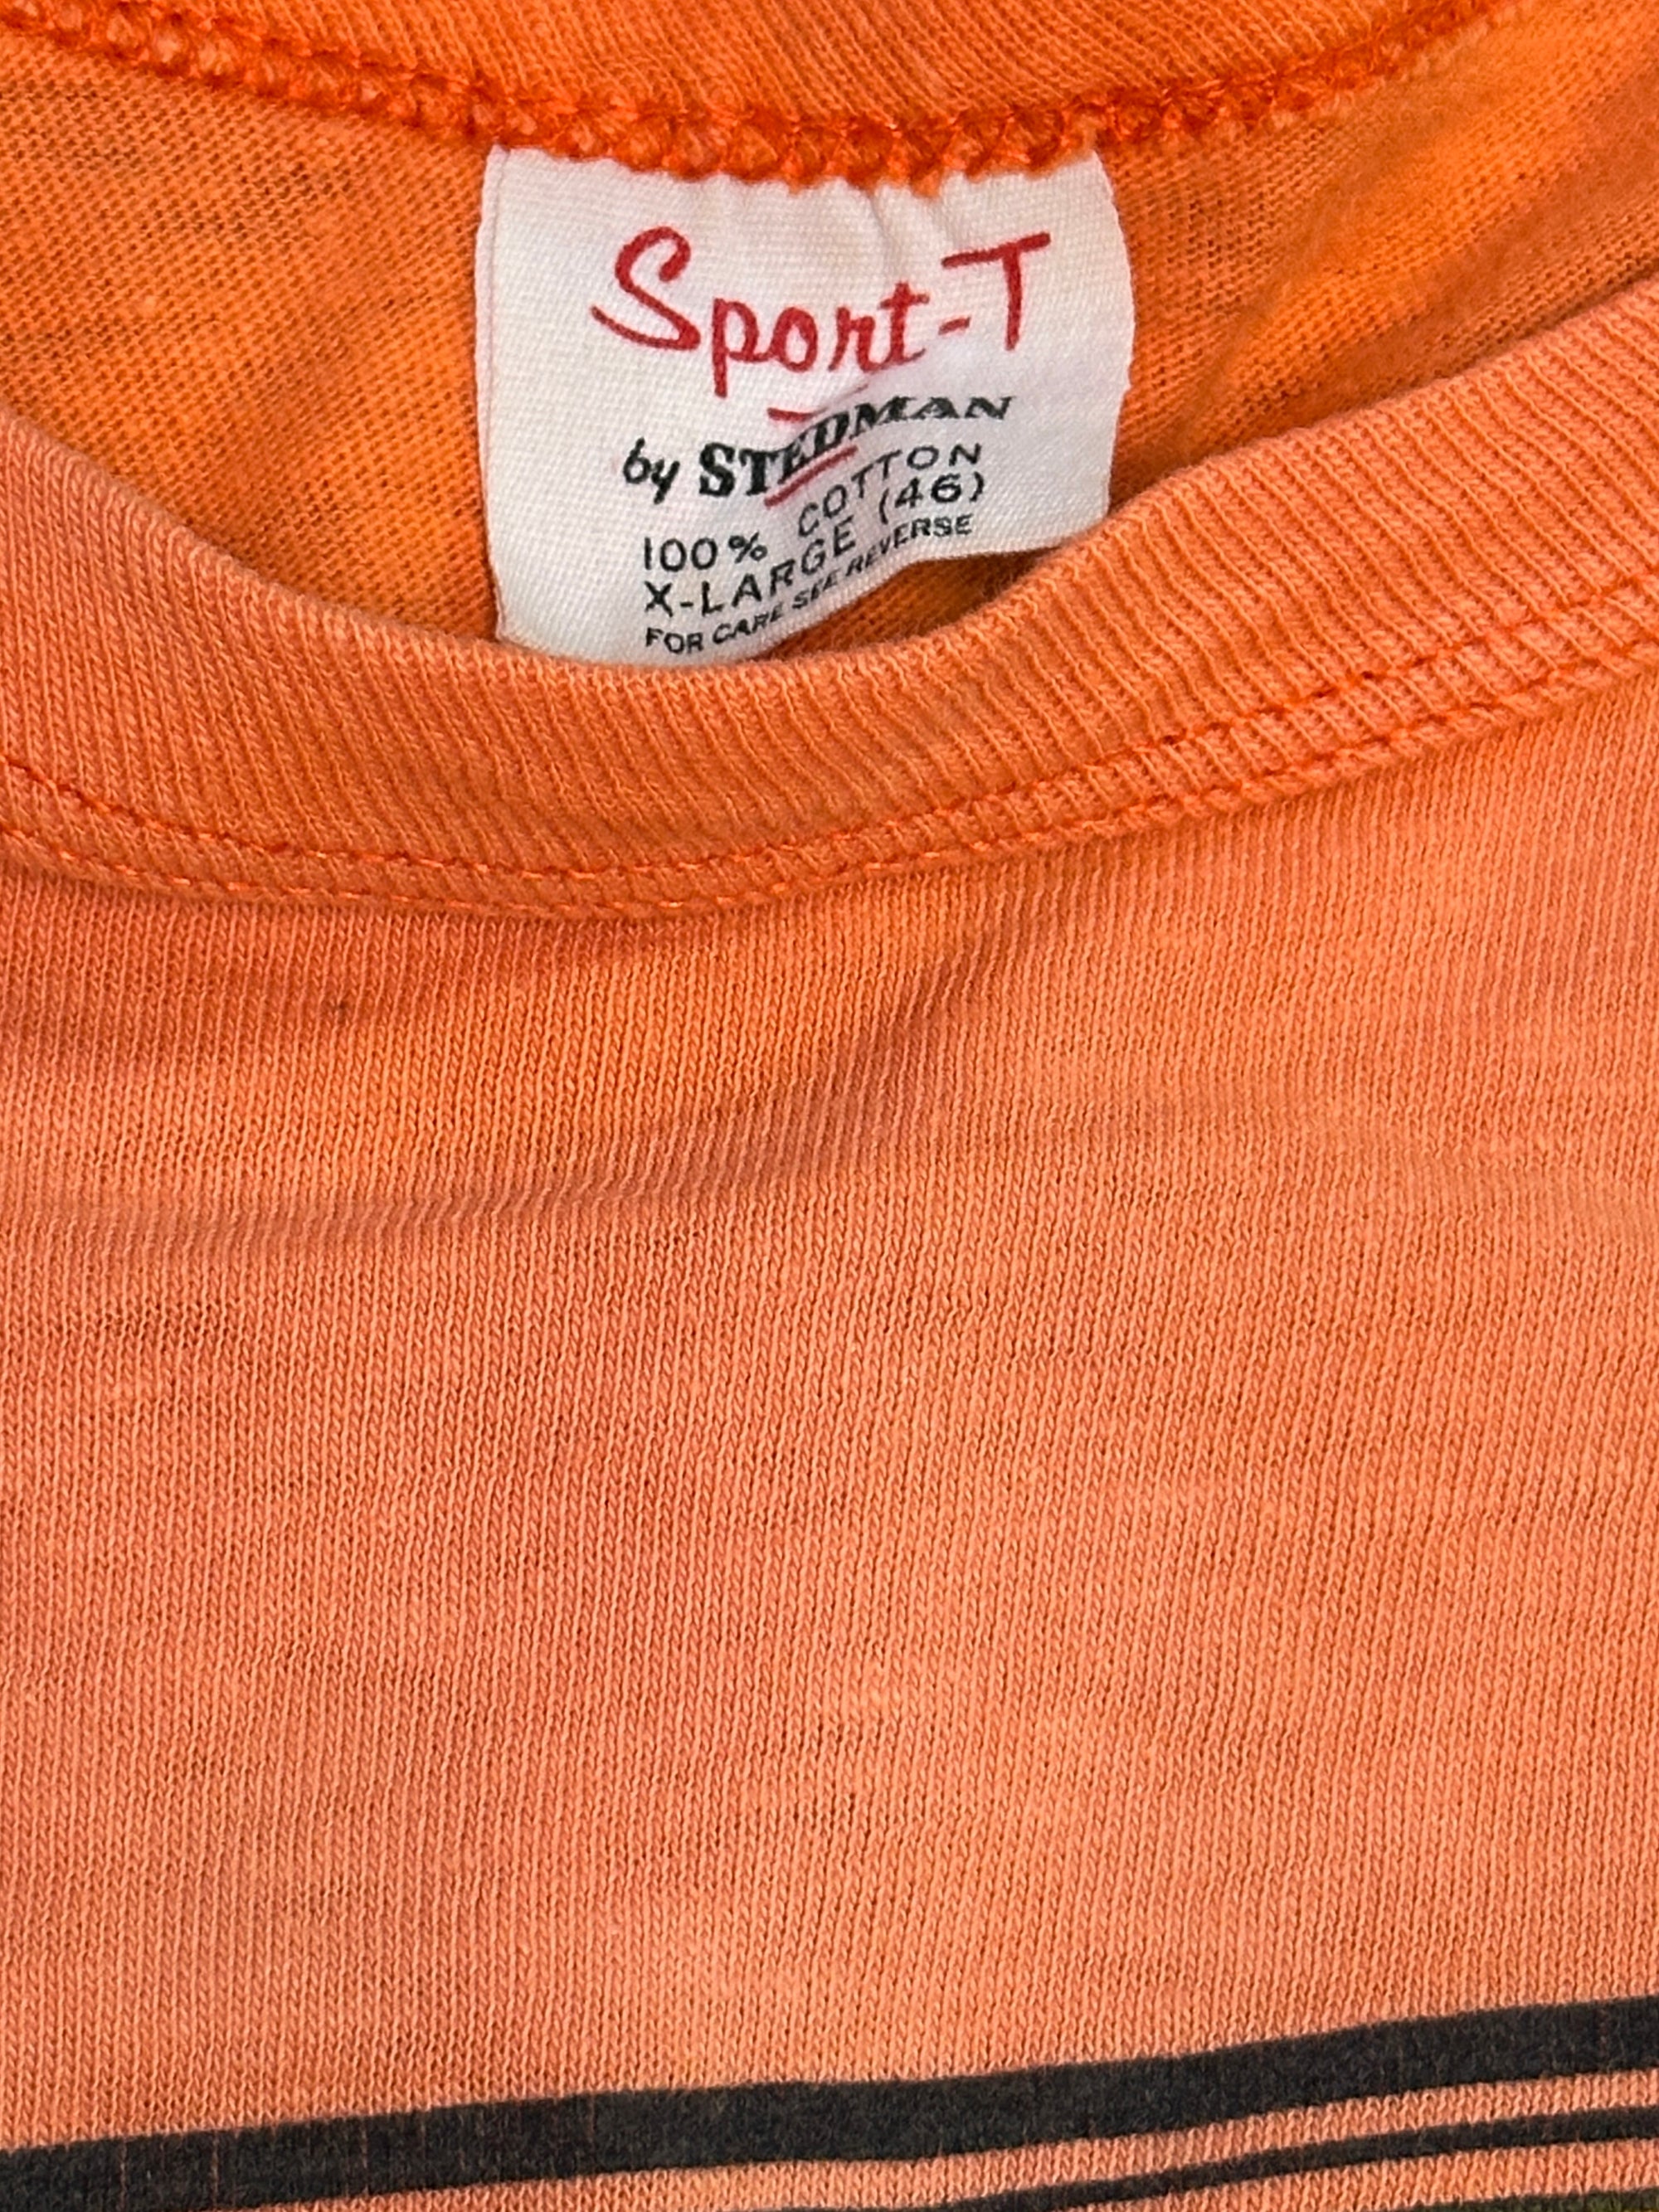 Sport-T
by STEDMAN
100% COTTON
X-LARGE (46)
FOR CARE SEE REVERSE